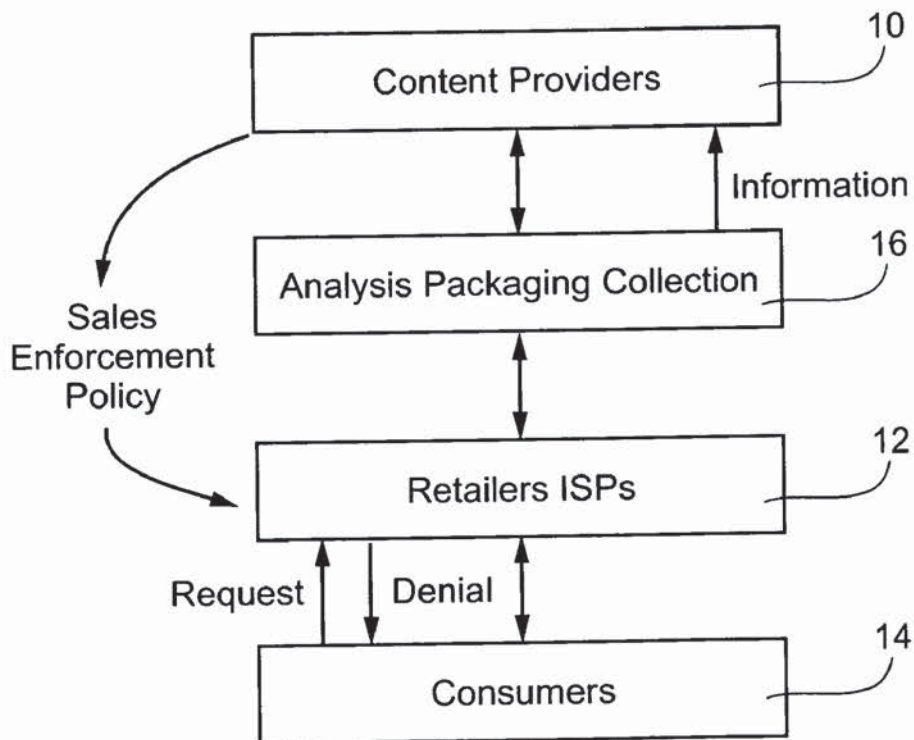 10
Content Providers
Information
16
Analysis Packaging Collection
Sales
Enforcement
Policy
12
Retailers ISPs
Request
Denial
14
Consumers